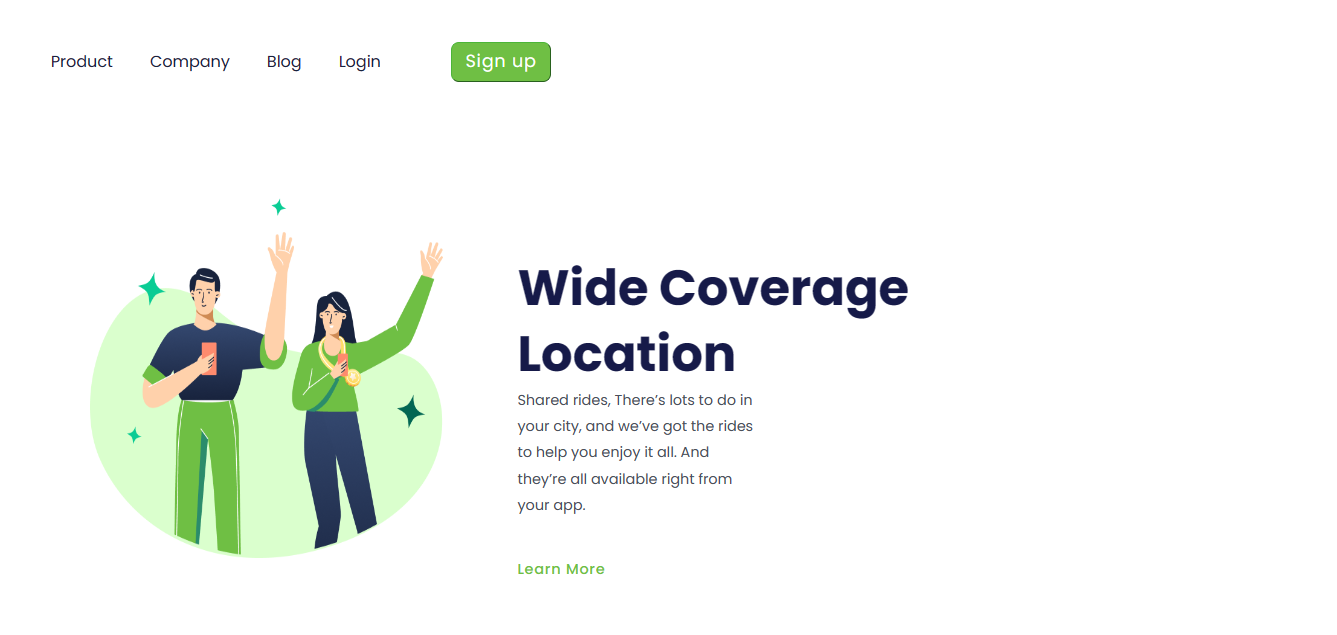 Product Company Blog Login Sign up
Wide Coverage
Location
Shared rides, There’s lots to do in
your city, and we’ve got the rides
to help you enjoy it all. And
they’re all available right from
your app.
Learn More